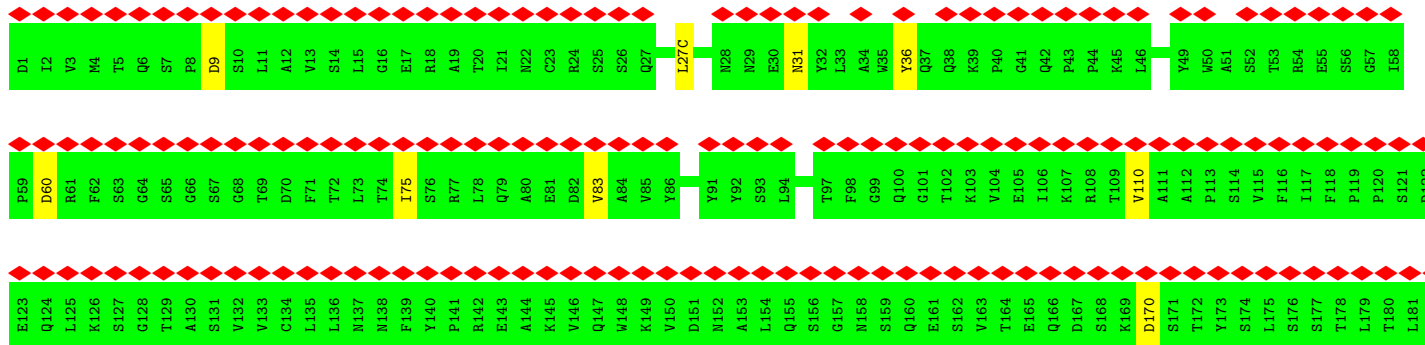 D1 I2 V3 M4 T5 Q6 S7 P8 D9 S10 L11 A12 V13 S14 L15 G16 E17 R18 A19 T20 I21 N22 C23 R24 S25 S26 Q27 L27C N28 N29 E30 N31 Y32 L33 A34 W35 Y36 Q37 Q38 K39 P40 G41 Q42 P43 P44 K45 L46 Y49 W50 A51 S52 T53 R54 E55 S56 G57 I58
P59 D60 R61 F62 S63 G64 S65 G66 S67 G68 T69 D70 F71 T72 L73 T74 I75 S76 R77 L78 Q79 A80 E81 D82 V83 A84 V85 Y86 Y91 Y92 S93 L94 T97 F98 G99 Q100 G101 T102 K103 V104 E105 I106 K107 R108 T109 V110 A111 A112 P113 S114 V115 F116 I117 F118 P119 P120 S121
E123 Q124 L125 K126 S127 G128 T129 A130 S131 V132 V133 C134 L135 L136 N137 N138 F139 Y140 P141 R142 E143 A144 K145 V146 Q147 W148 K149 V150 D151 N152 A153 L154 Q155 S156 G157 N158 S159 Q160 E161 S162 V163 T164 E165 Q166 D167 S168 K169 D170 S171 T172 Y173 S174 L175 S176 S177 T178 L179 T180 L181